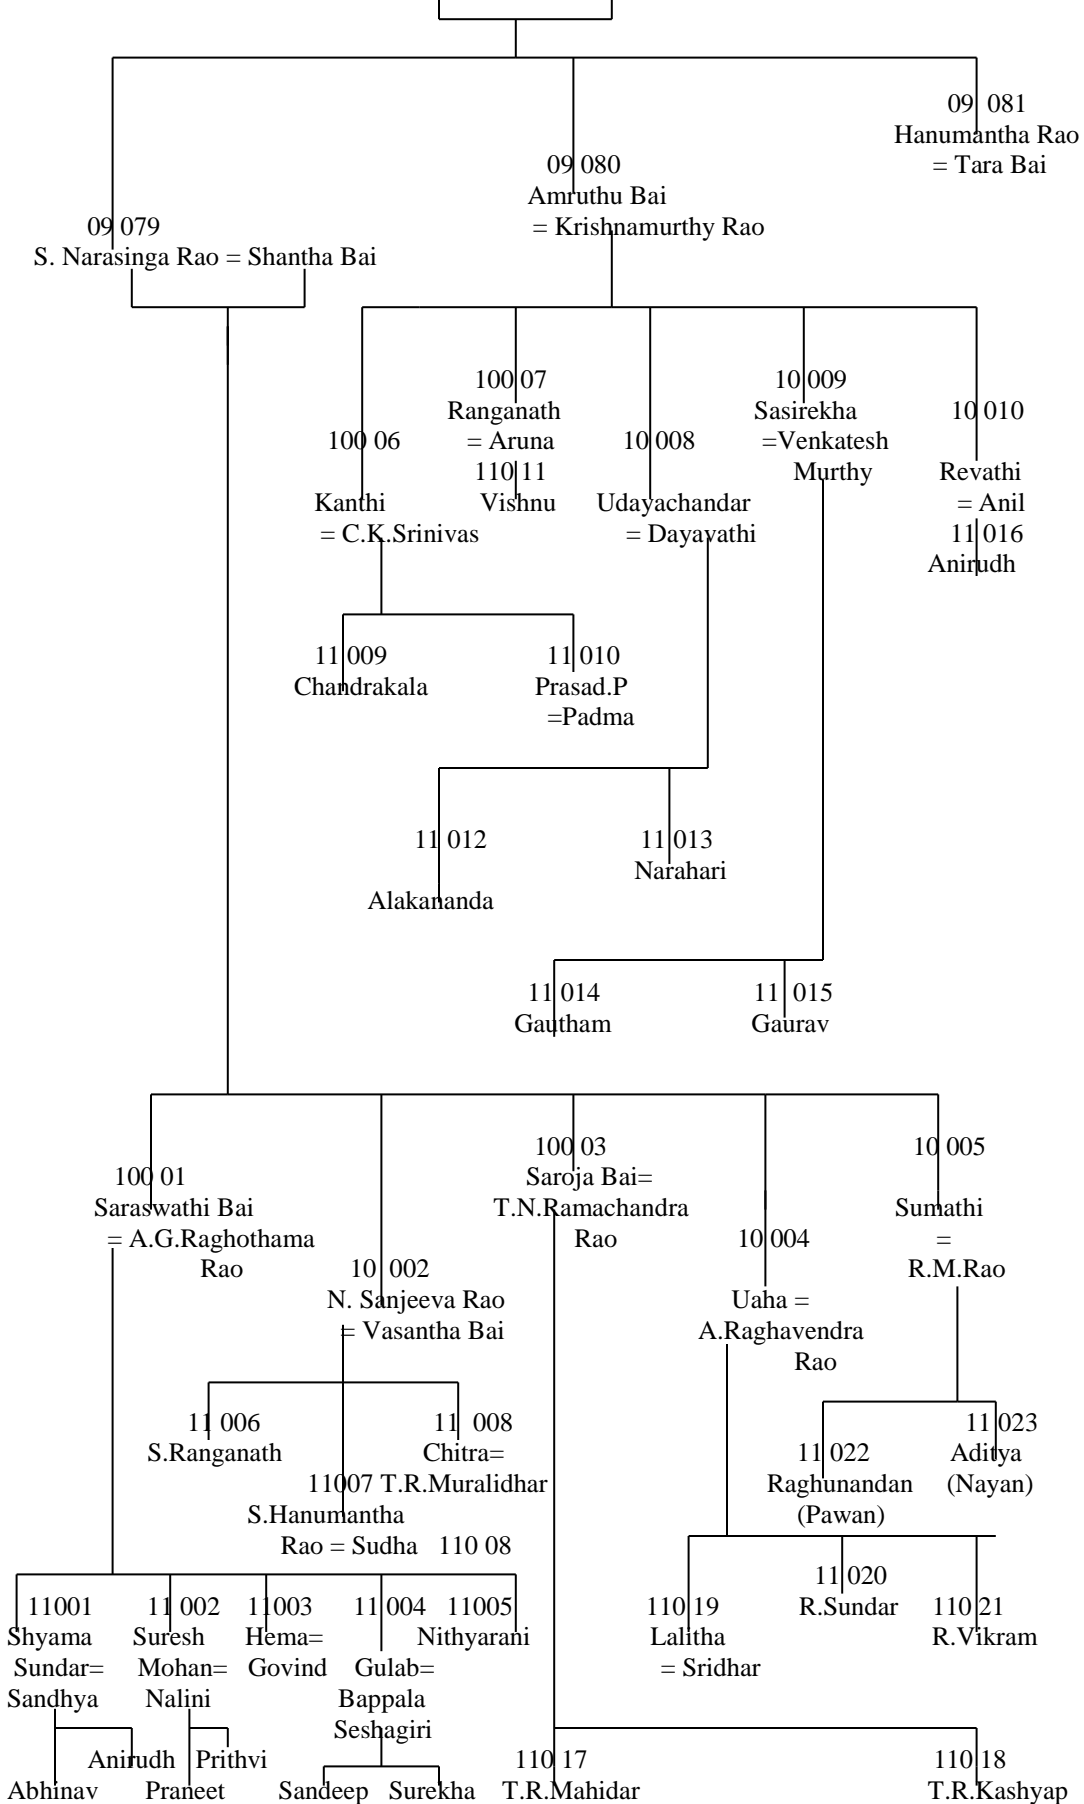 09 081
Hanumantha Rao
= Tara Bai
09 080
Amruthu Bai
= Krishnamurthy Rao
09 079
S. Narasinga Rao = Shantha Bai
100 07
Ranganath
= Aruna
110 11
Vishnu
10 009
Sasirekha
=Venkatesh
Murthy
10 010
Revathi
= Anil
11 016
Anirudh
100 06
Kanthi
= C.K.Srinivas
10 008
Udayachandar
= Dayavathi
11 009
Chandrakala
11 010
Prasad.P
=Padma
11 012
Alakananda
11 013
Narahari
11 014
Gautham
11 015
Gaurav
100 01
Saraswathi Bai
= A.G.Raghothama
Rao
10 002
N. Sanjeeva Rao
= Vasantha Bai
100 03
Saroja Bai=
T.N.Ramachandra
Rao
10 004
Uaha =
A.Raghavendra
Rao
10 005
Sumathi
=
R.M.Rao
11 006
S.Ranganath
11 008
Chitra=
T.R.Muralidhar
11007
S.Hanumantha
Rao = Sudha
110 08
11 022
Raghunandan
(Pawan)
11 023
Aditya
(Nayan)
11001
Shyama
Sundar=
Sandhya
11 002
Suresh
Mohan=
Nalini
11003
Hema=
Govind
11 004
Gulab=
Bappala
Seshagiri
11005
Nithyarani
110 19
Lalitha
= Sridhar
11 020
R.Sundar
110 21
R.Vikram
Anirudh
Abhinav
Prithvi
Praneet
Sandeep
Surekha
110 17
T.R.Mahidar
110 18
T.R.Kashyap